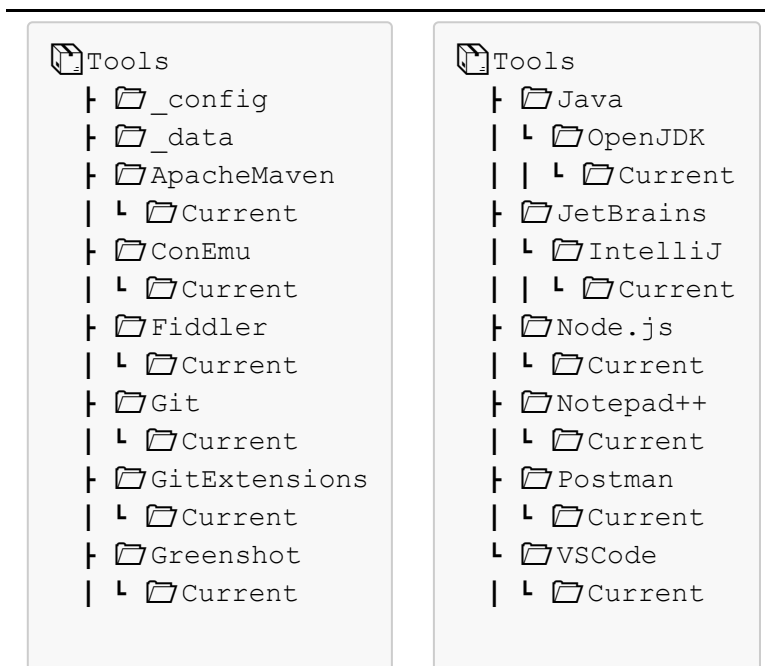 Tools
_config
_data
ApacheMaven
Current
ConEmu
Current
Fiddler
Current
Git
Current
GitExtensions
Current
Greenshot
Current
Tools
Java
OpenJDK
Current
JetBrains
IntelliJ
Current
Node.js
Current
Notepad++
Current
Postman
Current
VSCode
Current